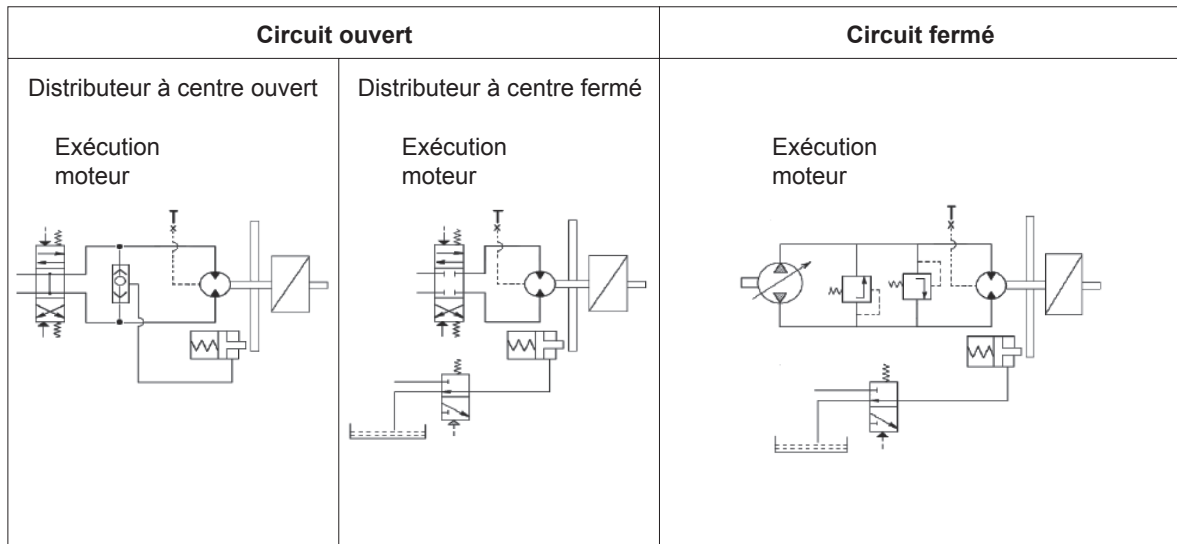 Circuit ouvert
Circuit fermé
Distributeur à centre ouvert
Distributeur à centre fermé
Exécution
moteur
Exécution
moteur
Exécution
moteur
T
x
T
x
T
x